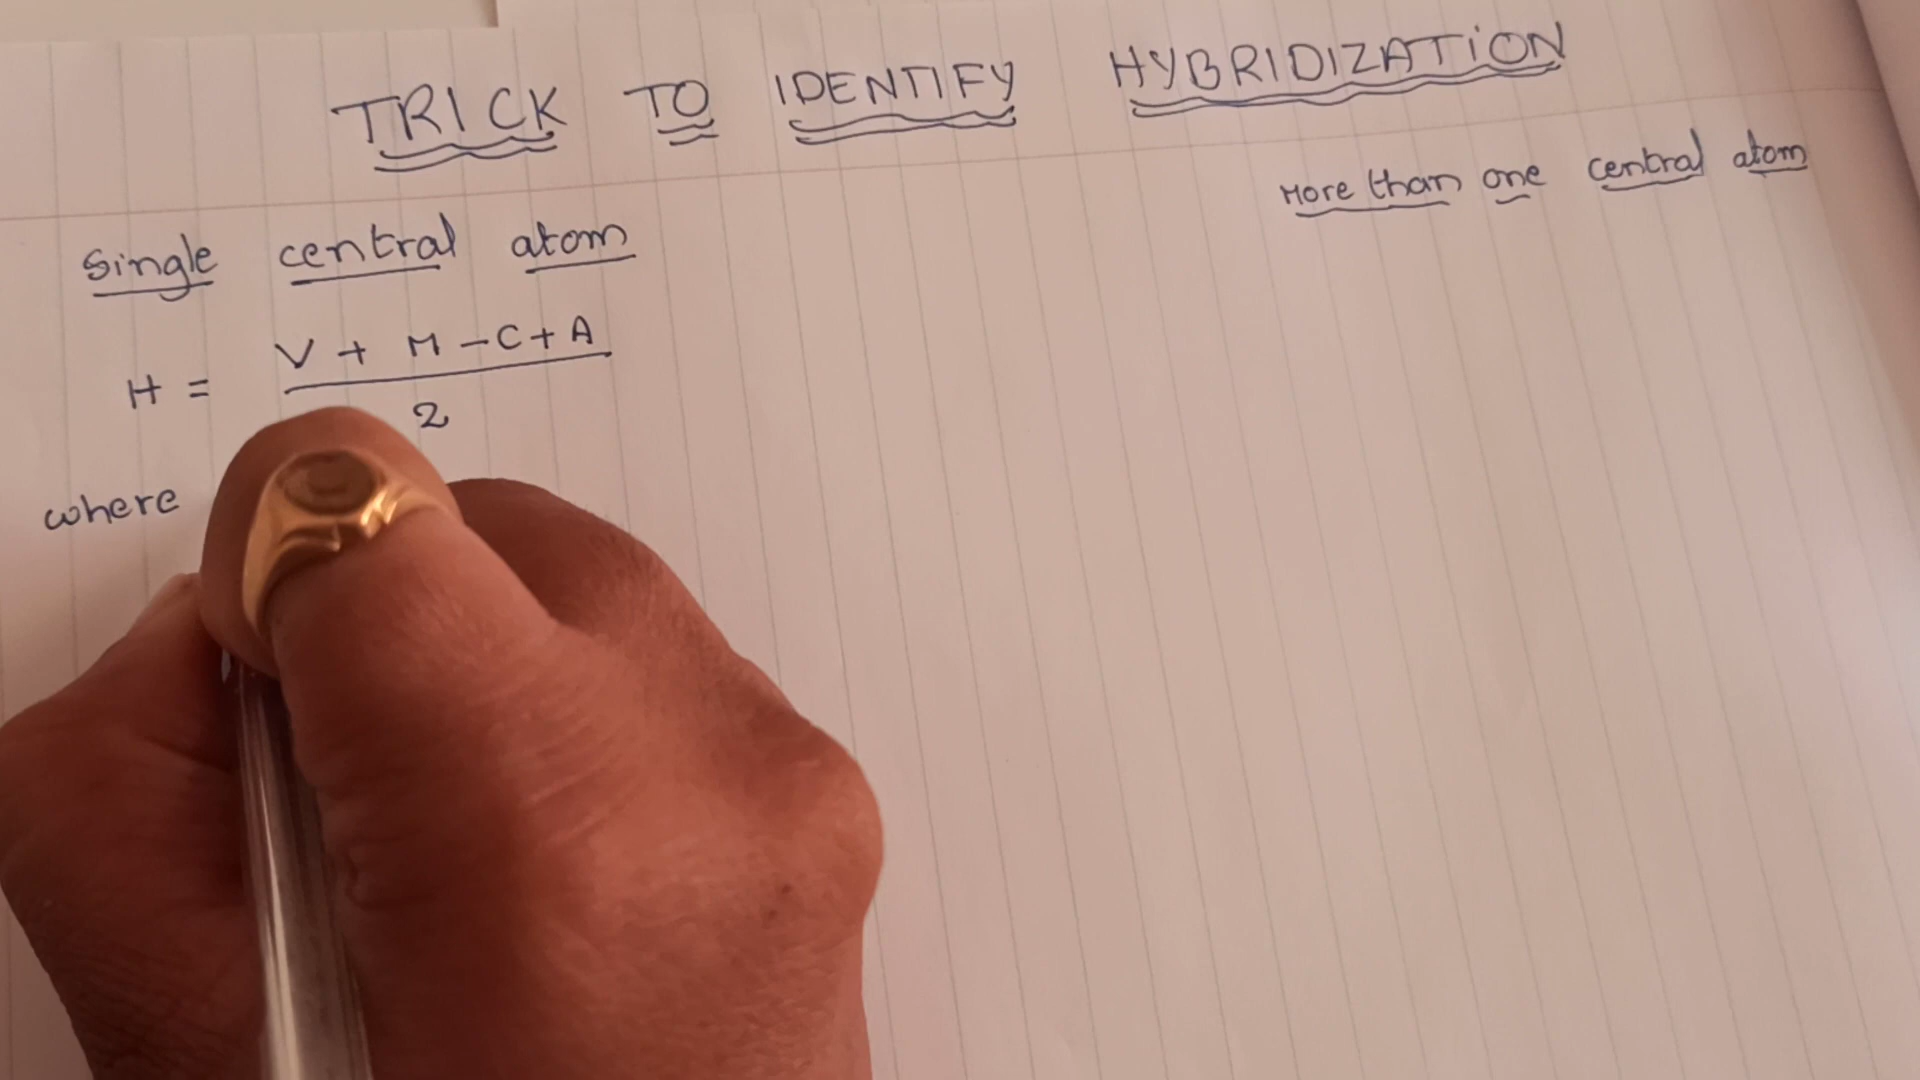 TRICK TO IDENTIFY HYBRIDIZATION
More than one central atom
Single central atom
H = V + M - C + A
2
where